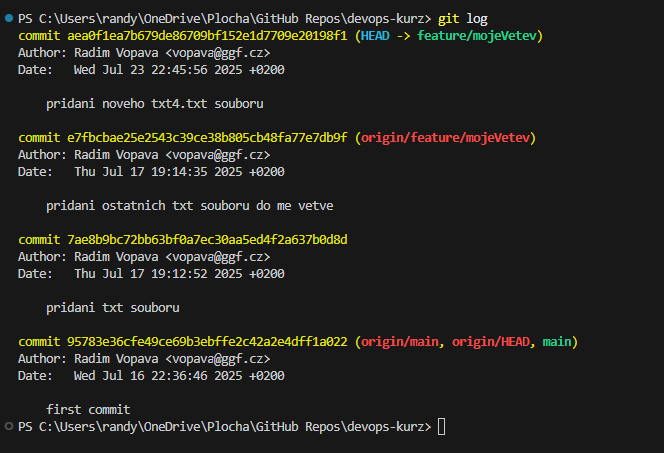 PS C:\Users\randy\OneDrive\Plocha\GitHub Repos\devops-kurz> git log
commit aea0f1ea7b679de86709bf152e1d7709e20198f1 (HEAD -> feature/mojeVetev)
Author: Radim Vopava <vopava@ggf.cz>
Date:   Wed Jul 23 22:45:56 2025 +0200

    pridani noveho txt4.txt souboru

commit e7fbcbae25e2543c39ce38b805cb48fa77e7db9f (origin/feature/mojeVetev)
Author: Radim Vopava <vopava@ggf.cz>
Date:   Thu Jul 17 19:14:35 2025 +0200

    pridani ostatnich txt souboru do me vetve

commit 7ae8b9bc72bb63bf0a7ec30aa5ed4f2a637b0d8d
Author: Radim Vopava <vopava@ggf.cz>
Date:   Thu Jul 17 19:12:52 2025 +0200

    pridani txt souboru

commit 95783e36cfe49ce69b3ebffe2c42a2e4dff1a022 (origin/main, origin/HEAD, main)
Author: Radim Vopava <vopava@ggf.cz>
Date:   Wed Jul 16 22:36:46 2025 +0200

    first commit
PS C:\Users\randy\OneDrive\Plocha\GitHub Repos\devops-kurz>